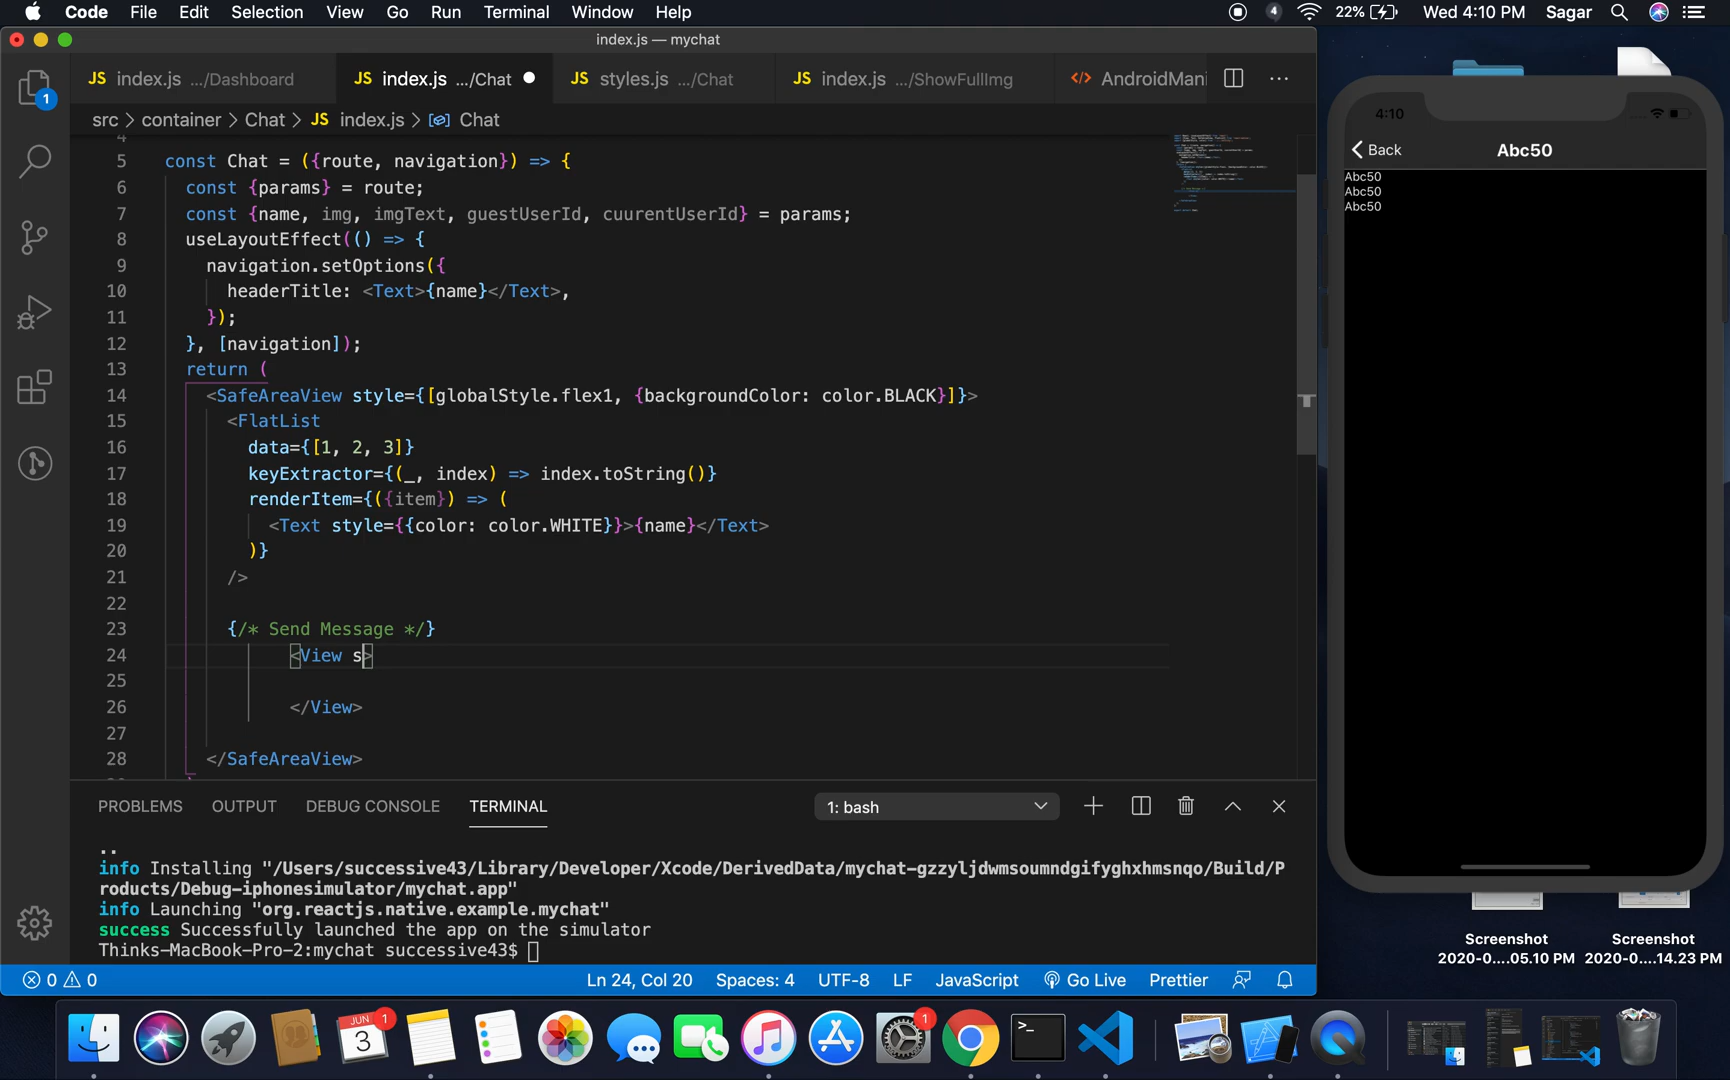 Code File Edit Selection View Go Run Terminal Window Help 4 22% Wed 4:10 PM Sagar
index.js — mychat
JS index.js .../Dashboard JS index.js .../Chat JS styles.js .../Chat JS index.js .../ShowFullImg </> AndroidMani
src > container > Chat > JS index.js > Chat
4
5 const Chat = ({route, navigation}) => {
6 const {params} = route;
7 const {name, img, imgText, guestUserId, cuurentUserId} = params;
8 useLayoutEffect(() => {
9 navigation.setOptions({
10 headerTitle: <Text>{name}</Text>,
11 });
12 }, [navigation]);
13 return (
14 <SafeAreaView style={[globalStyle.flex1, {backgroundColor: color.BLACK}]}>
15 <FlatList
16 data={[1, 2, 3]}
17 keyExtractor={(_, index) => index.toString()}
18 renderItem={({item}) => (
19 <Text style={{color: color.WHITE}}>{name}</Text>
20 )}
21 />
22
23 {/* Send Message */}
24 <View s>
25
26 </View>
27
28 </SafeAreaView>
1
PROBLEMS OUTPUT DEBUG CONSOLE TERMINAL 1: bash
..
info Installing "/Users/successive43/Library/Developer/Xcode/DerivedData/mychat-gzzyljdwmsoumndgifyghxhmsnqo/Build/P
roducts/Debug-iphonesimulator/mychat.app"
info Launching "org.reactjs.native.example.mychat"
success Successfully launched the app on the simulator
Thinks-MacBook-Pro-2:mychat successive43$
0 0 Ln 24, Col 20 Spaces: 4 UTF-8 LF JavaScript Go Live Prettier
4:10
Back Abc50
Abc50
Abc50
Abc50
Screenshot
2020-0....05.10 PM
Screenshot
2020-0....14.23 PM
JUN
3
1
1